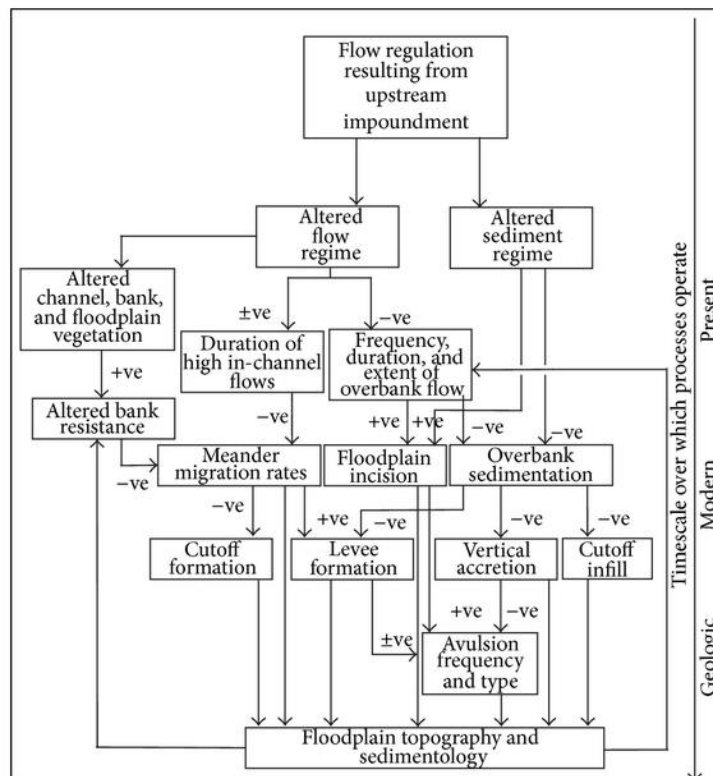 Flow regulation
resulting from
upstream
impoundment
Altered
flow
regime
Altered
sediment
regime
Altered
channel, bank,
and floodplain
vegetation
±ve
−ve
Duration of
high in-channel
flows
Frequency,
duration, and
extent of
overbank flow
+ve
Altered bank
resistance
−ve
+ve
+ve
−ve
−ve
−ve
Meander
migration rates
Floodplain
incision
Overbank
sedimentation
−ve
+ve
−ve
−ve
−ve
Cutoff
formation
Levee
formation
Vertical
accretion
Cutoff
infill
±ve
+ve
−ve
Avulsion
frequency
and type
Floodplain topography and
sedimentology
Timescale over which processes operate
Present
Modern
Geologic